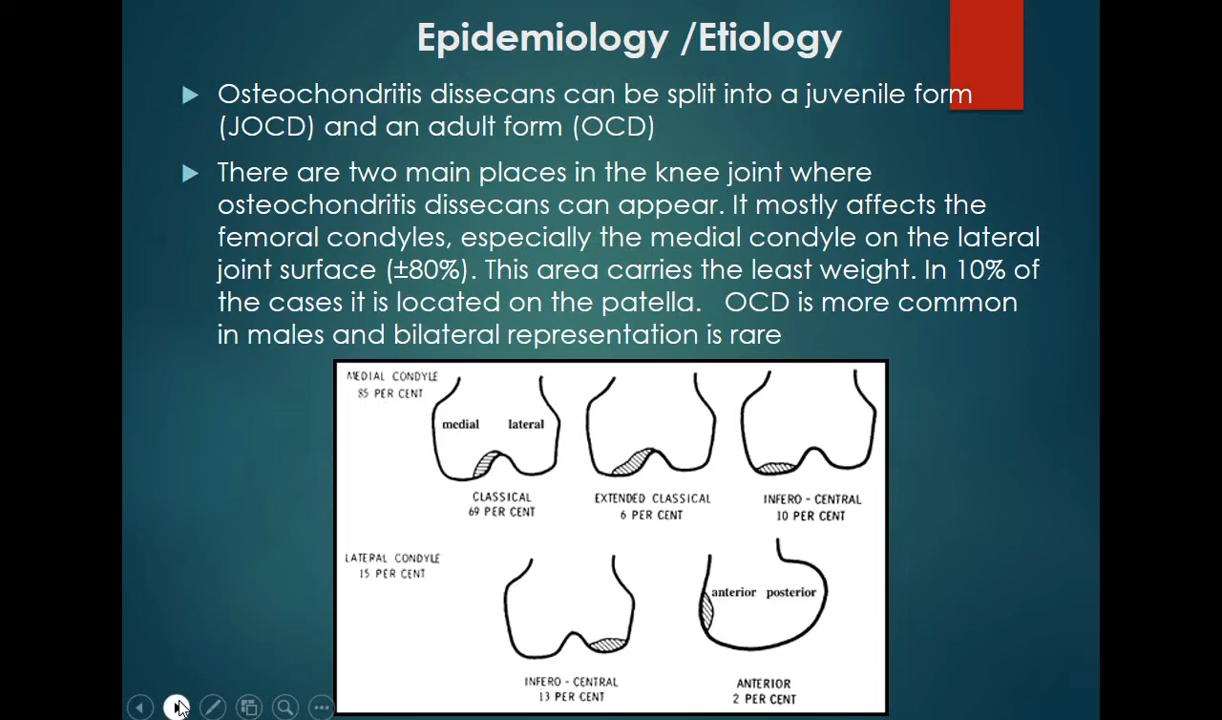 Epidemiology /Etiology
Osteochondritis dissecans can be split into a juvenile form
(JOCD) and an adult form (OCD)
There are two main places in the knee joint where
osteochondritis dissecans can appear. It mostly affects the
femoral condyles, especially the medial condyle on the lateral
joint surface (±80%). This area carries the least weight. In 10% of
the cases it is located on the patella. OCD is more common
in males and bilateral representation is rare
MEDIAL CONDYLE
85 PER CENT
medial lateral
CLASSICAL
69 PER CENT
EXTENDED CLASSICAL
6 PER CENT
INFERO - CENTRAL
10 PER CENT
LATERAL CONDYLE
15 PER CENT
INFERO - CENTRAL
13 PER CENT
anterior posterior
ANTERIOR
2 PER CENT